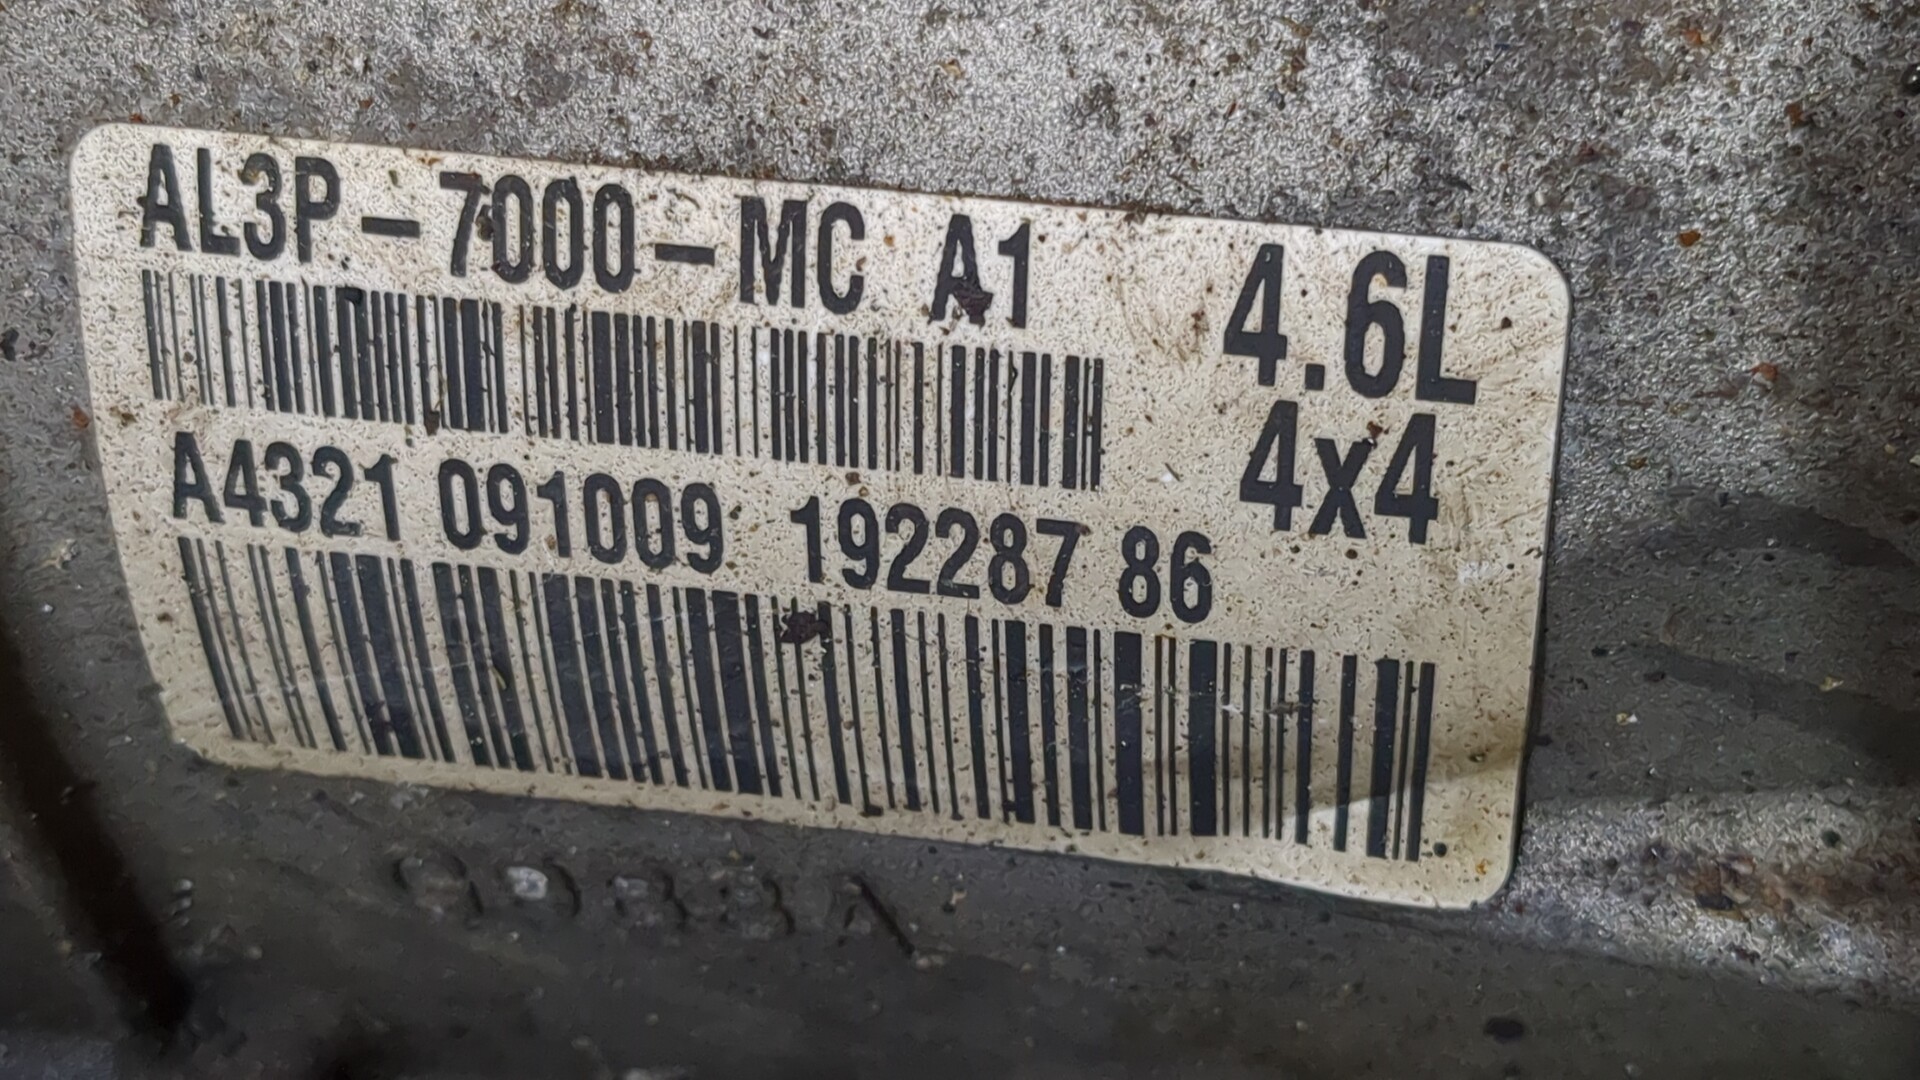 AL3P-7000-MC A1
4.6L
4x4
A4321 091009 192287 86